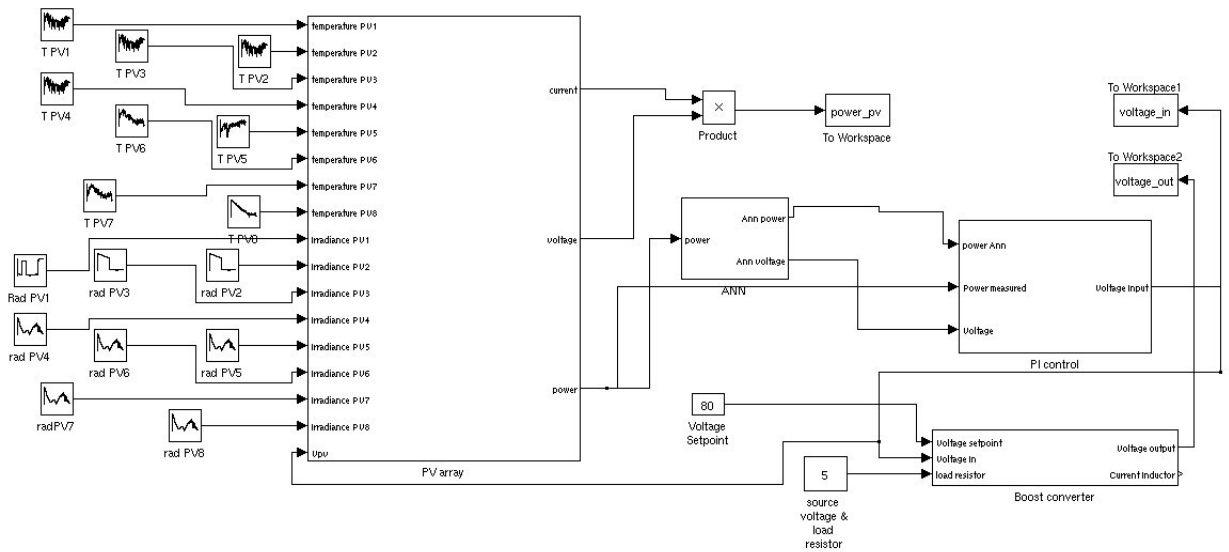 T PV1
T PV3
T PV2
T PV4
T PV6
T PV5
T PV7
T PV8
Rad PV1
rad PV3
rad PV2
rad PV4
rad PV6
rad PV5
radPV7
rad PV8
temperature PV1
temperature PV2
temperature PV3
temperature PV4
temperature PV5
temperature PV6
temperature PV7
temperature PV8
Irradiance PV1
Irradiance PV2
Irradiance PV3
Irradiance PV4
Irradiance PV5
Irradiance PV6
Irradiance PV7
Irradiance PV8
Vpv
current
voltage
power
PV array
×
Product
power_pv
To Workspace
power
Ann power
Ann voltage
ANN
To Workspace1
voltage_in
To Workspace2
voltage_out
power Ann
Power measured
Voltage
Voltage Input
PI control
80
Voltage
Setpoint
5
source
voltage &
load
resistor
Voltage setpoint
Voltage In
load resistor
Voltage output
Current Inductor
Boost converter